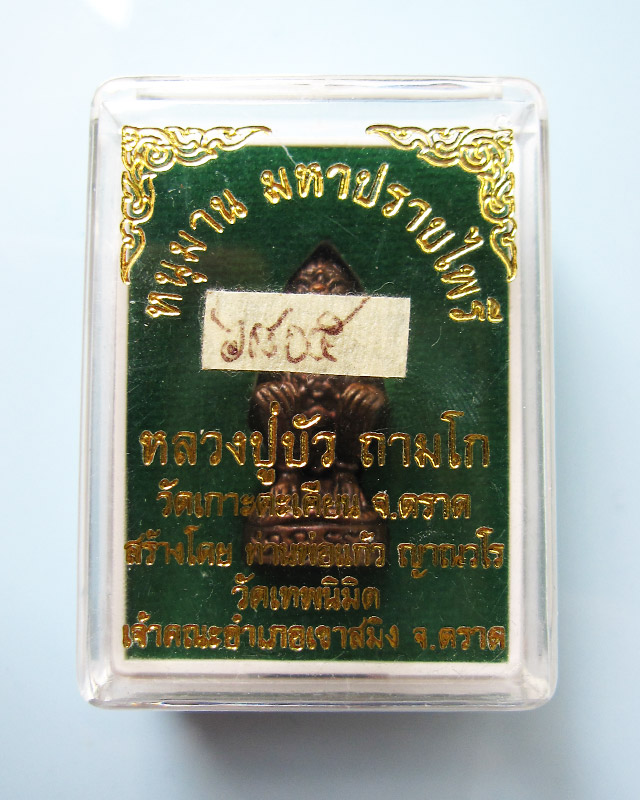 หนุมาน มหาปราบไพรี
๖๙๐๕
หลวงปู่บัว ถามโก
วัดเกาะตะเคียน จ.ตราด
สร้างโดย ท่านพ่อแก้ว ญาณวโร
วัดเทพนิมิต
เจ้าคณะอำเภอเขาสมิง จ.ตราด